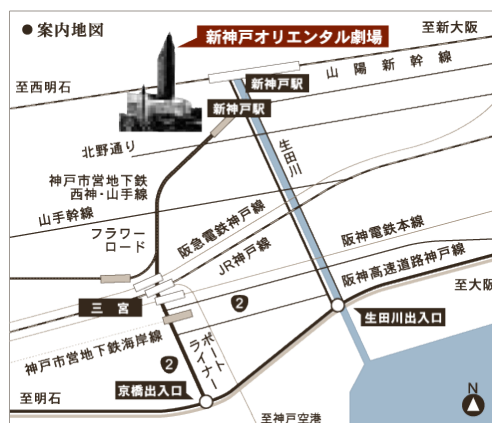 ●案内地図
新神戸オリエンタル劇場
至新大阪
山陽新幹線
至西明石
新神戸駅
新神戸駅
北野通り
生田川
神戸市営地下鉄
西神・山手線
山手幹線
フラワー
ロード
阪急電鉄神戸線
JR神戸線
阪神電鉄本線
阪神高速道路神戸線
至大阪
三宮
2
生田川出入口
神戸市営地下鉄海岸線
ポート
ライナー
2
京橋出入口
至明石
至神戸空港
N